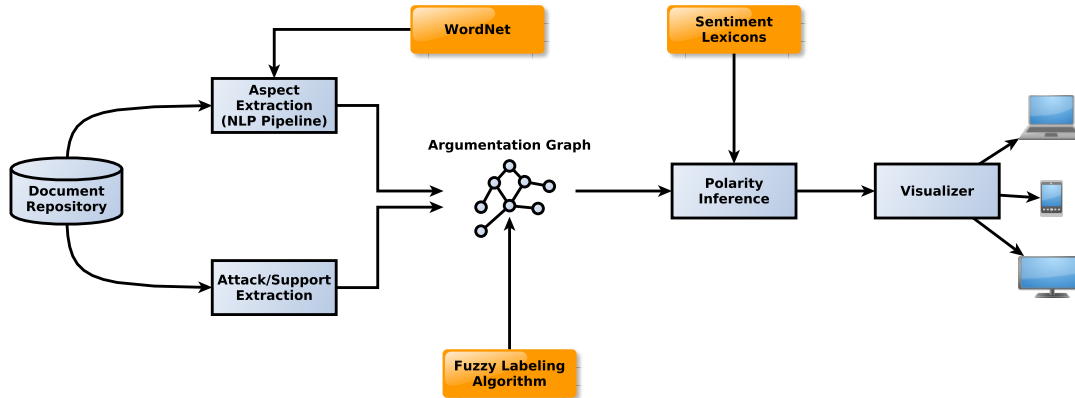 WordNet
Sentiment
Lexicons
Aspect
Extraction
(NLP Pipeline)
Argumentation Graph
Document
Repository
Polarity
Inference
Visualizer
Attack/Support
Extraction
Fuzzy Labeling
Algorithm